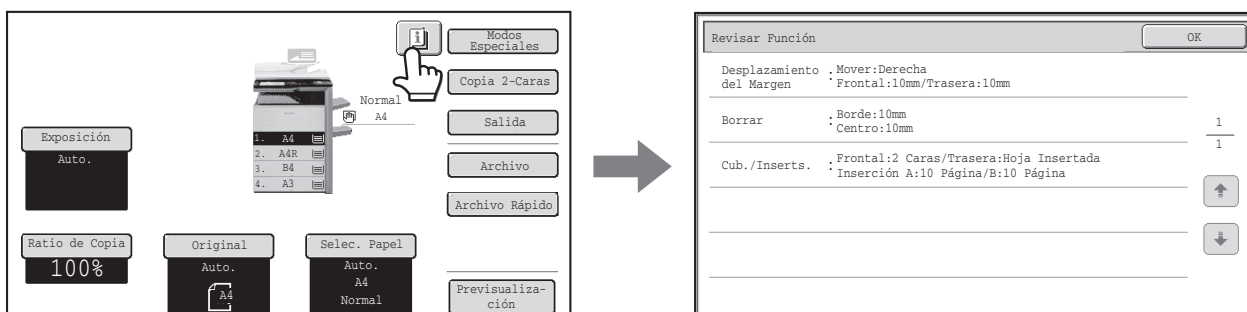 Modos
Especiales
Copia 2-Caras
Normal
A4
Salida
Exposición
Auto.
1. A4
2. A4R
3. B4
4. A3
Archivo
Archivo Rápido
Ratio de Copia
100%
Original
Auto.
A4
Selec. Papel
Auto.
A4
Normal
Previsualiza-
ción
Revisar Función
OK
Desplazamiento
del Margen
: Mover:Derecha
Frontal:10mm/Trasera:10mm
Borrar
: Borde:10mm
Centro:10mm
Cub./Inserts.
: Frontal:2 Caras/Trasera:Hoja Insertada
Inserción A:10 Página/B:10 Página
1
1